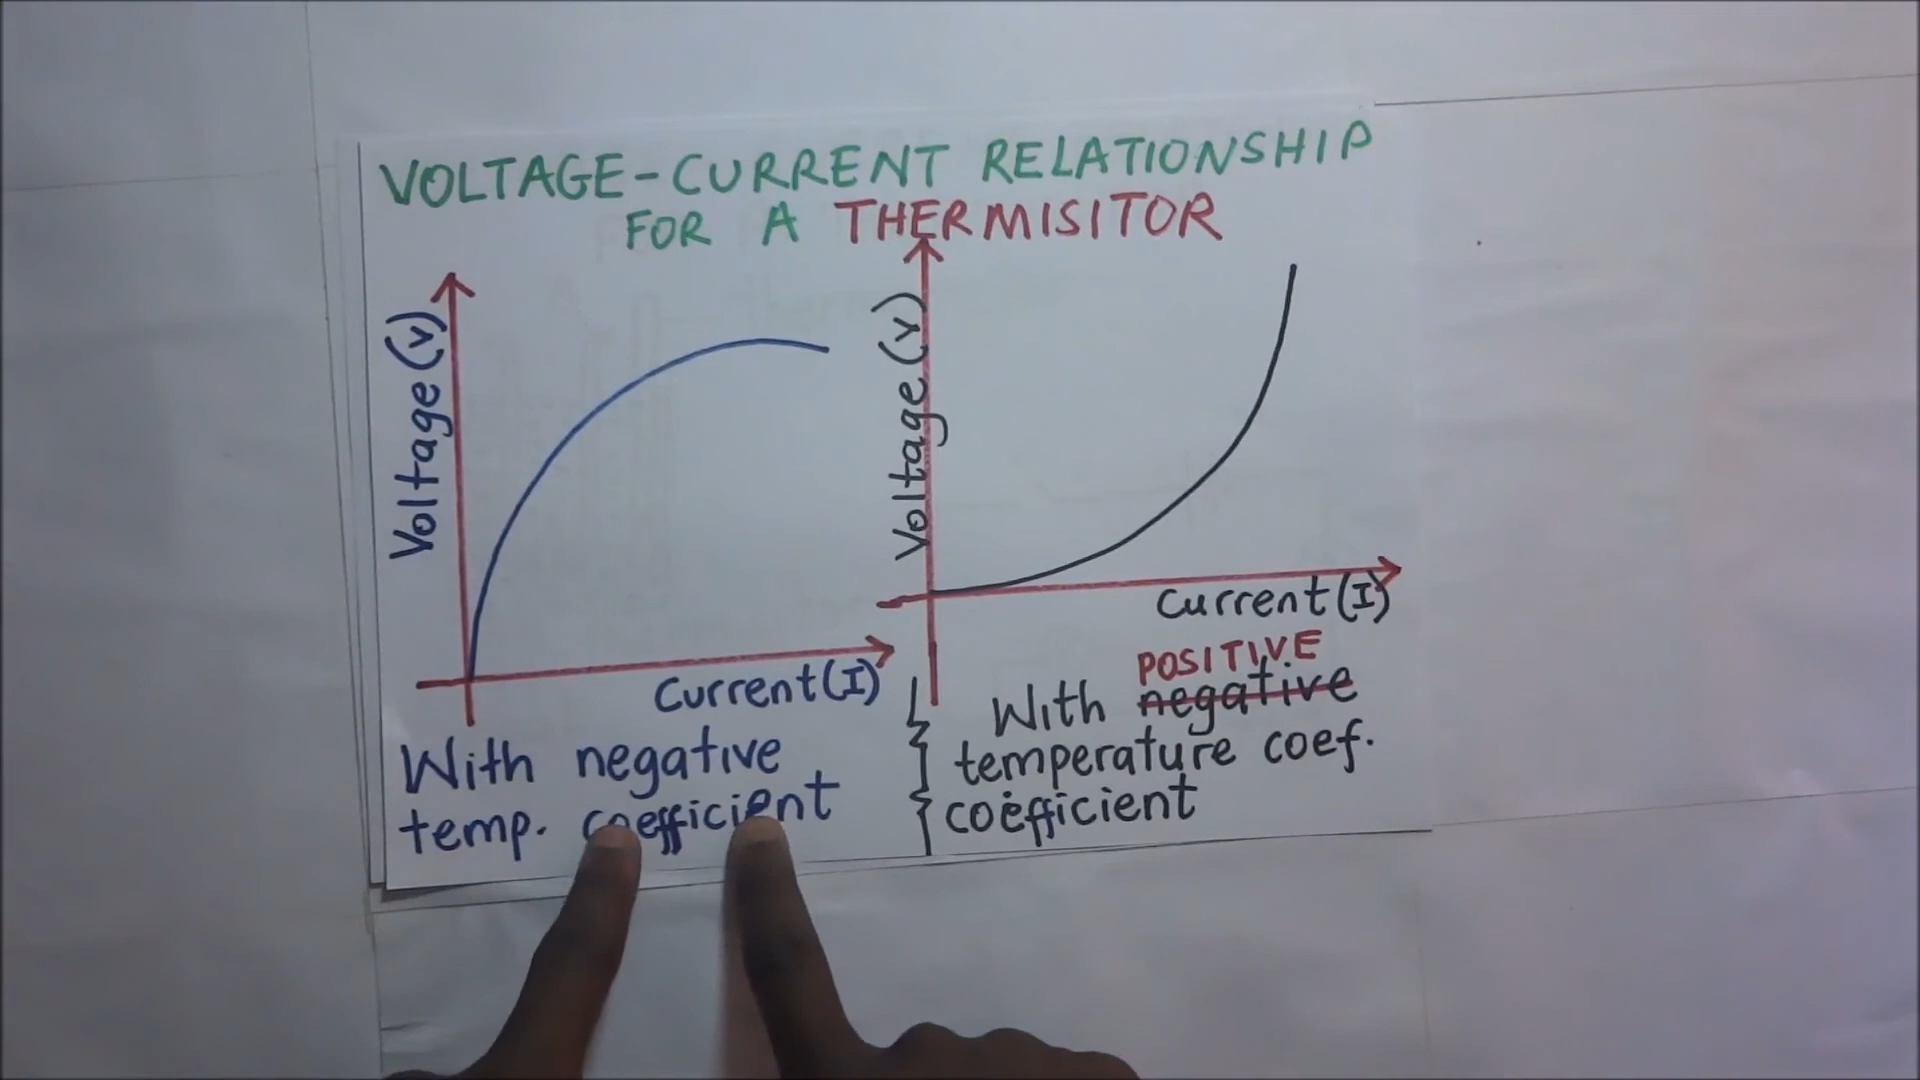 VOLTAGE-CURRENT RELATIONSHIP
FOR A THERMISITOR
Voltage(V)
Current(I)
With negative
temp. coefficient
Voltage(V)
Current(I)
POSITIVE
With negative
temperature coef.
coefficient